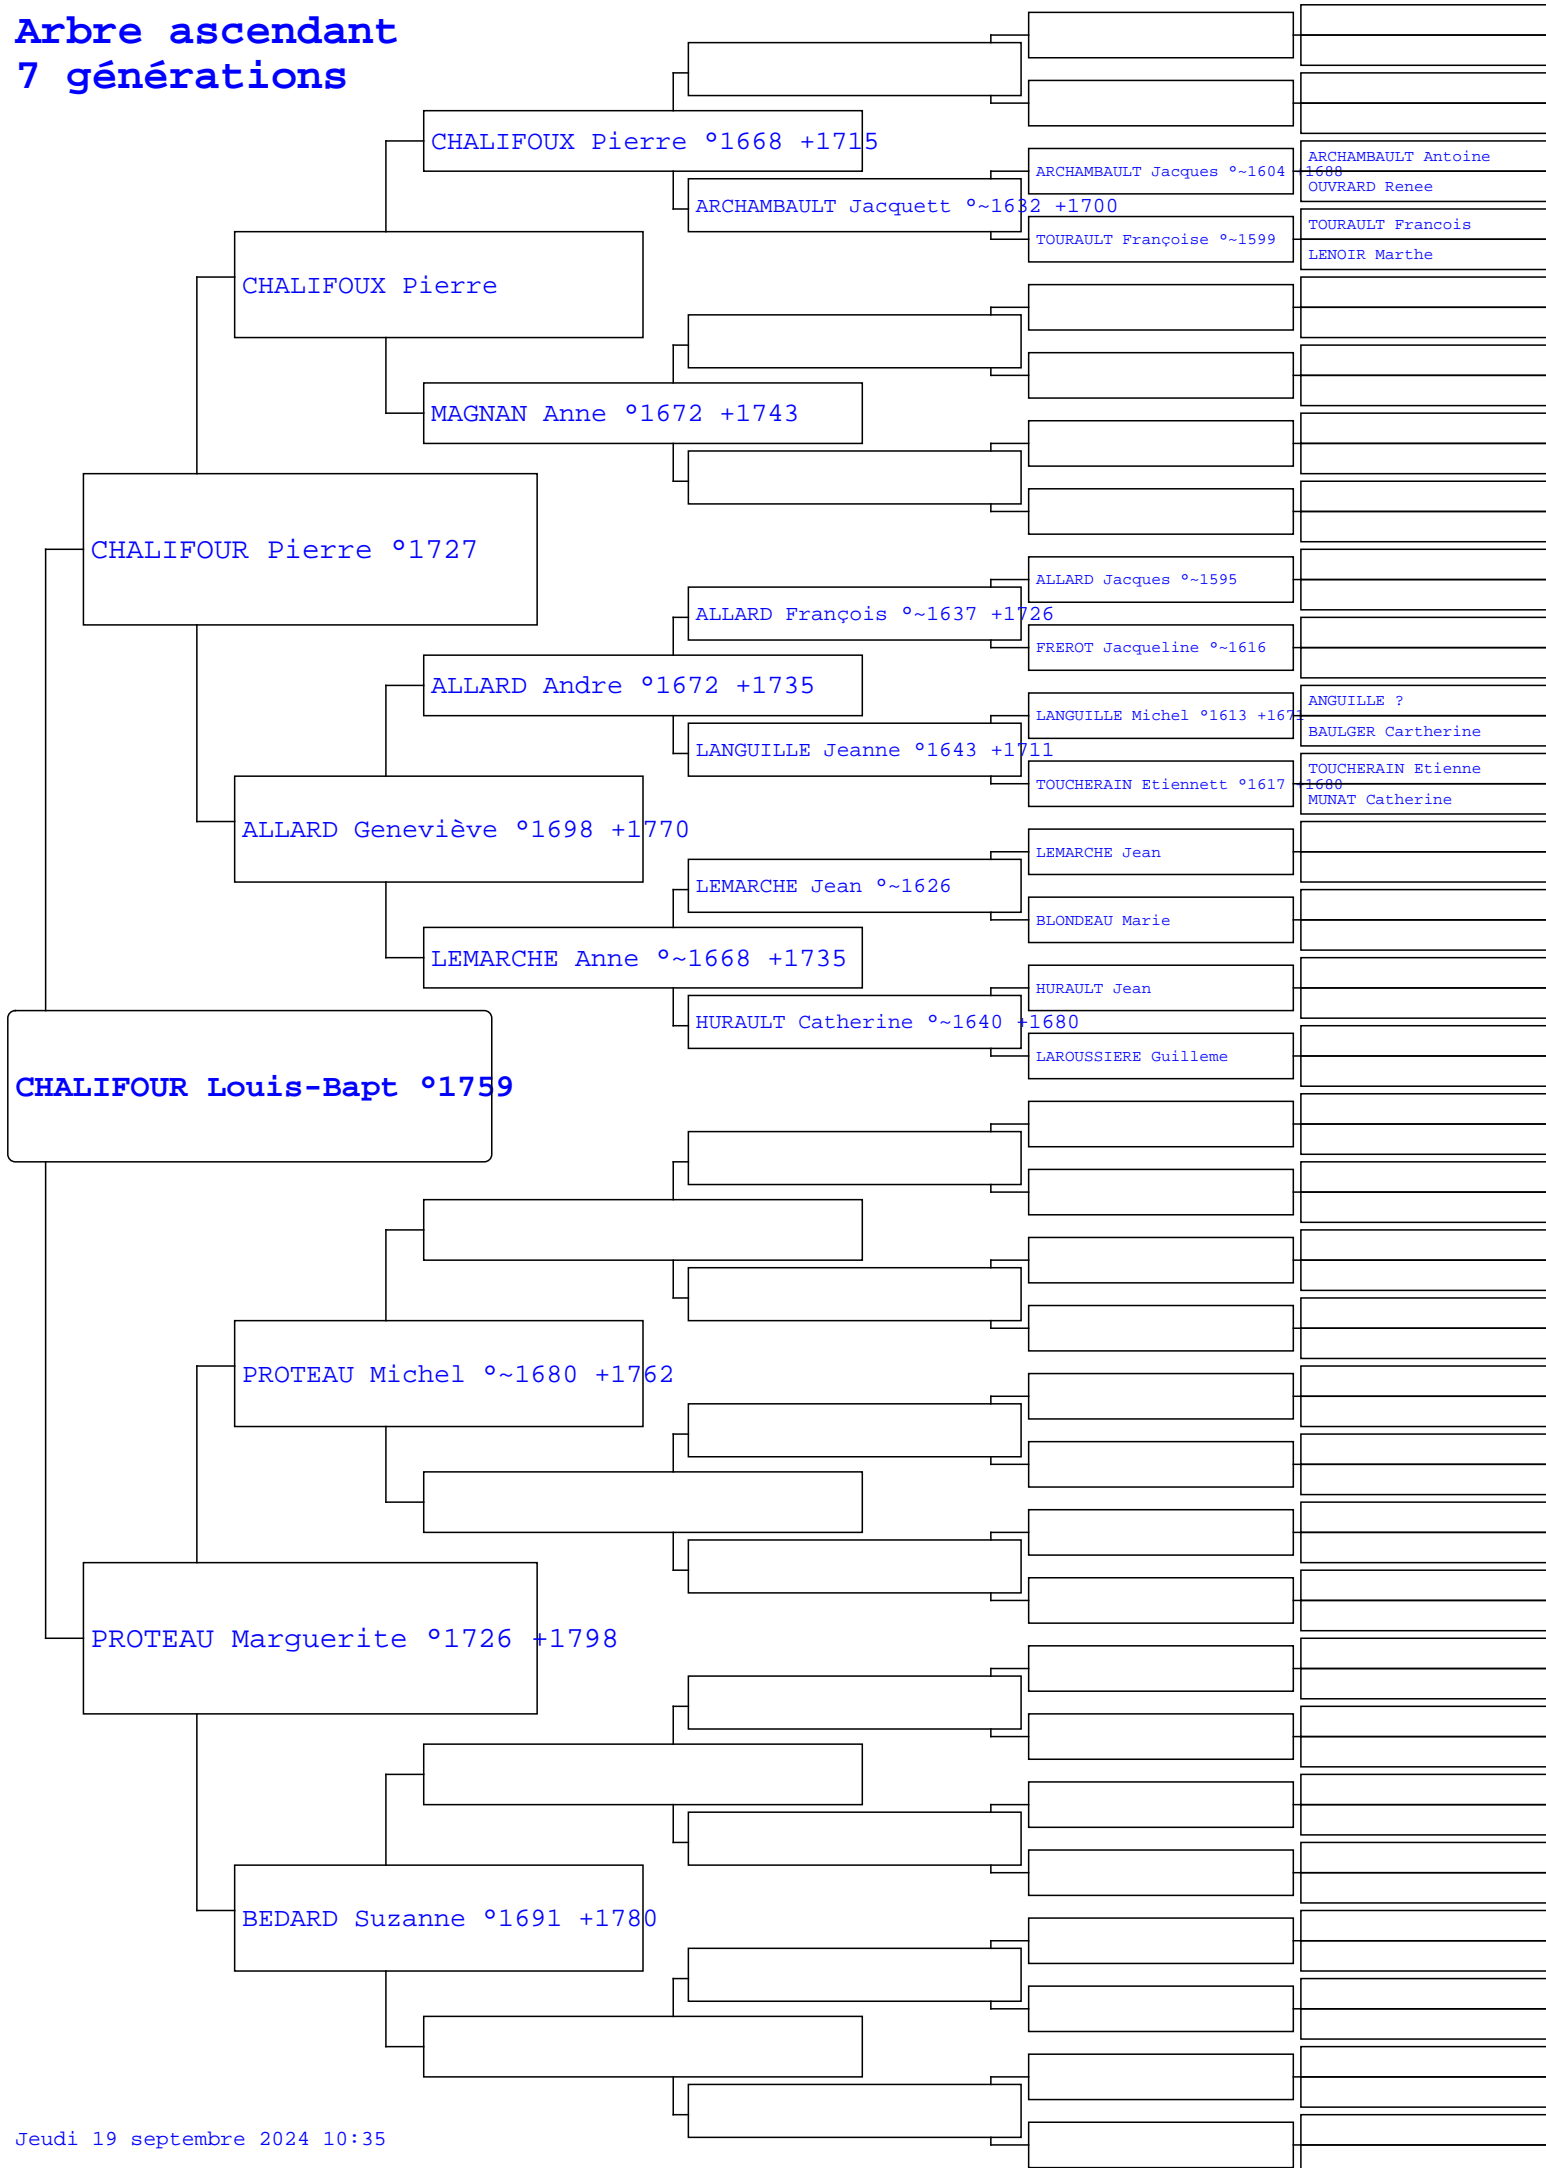 Arbre ascendant
7 générations
CHALIFOUX Pierre °1668 +1715
ARCHAMBAULT Jacques °~1604 +1688
ARCHAMBAULT Antoine
OUVRARD Renee
ARCHAMBAULT Jacquett °~1632 +1700
TOURAULT Françoise °~1599
TOURAULT Francois
LENOIR Marthe
CHALIFOUX Pierre
MAGNAN Anne °1672 +1743
CHALIFOUR Pierre °1727
ALLARD Jacques °~1595
ALLARD François °~1637 +1726
FREROT Jacqueline °~1616
ALLARD Andre °1672 +1735
LANGUILLE Michel °1613 +1671
ANGUILLE ?
BAULGER Cartherine
LANGUILLE Jeanne °1643 +1711
TOUCHERAIN Etiennett °1617 +1680
TOUCHERAIN Etienne
MUNAT Catherine
ALLARD Geneviève °1698 +1770
LEMARCHE Jean
LEMARCHE Jean °~1626
BLONDEAU Marie
LEMARCHE Anne °~1668 +1735
HURAULT Jean
HURAULT Catherine °~1640 +1680
LAROUSSIERE Guilleme
CHALIFOUR Louis-Bapt °1759
PROTEAU Michel °~1680 +1762
PROTEAU Marguerite °1726 +1798
BEDARD Suzanne °1691 +1780
Jeudi 19 septembre 2024 10:35